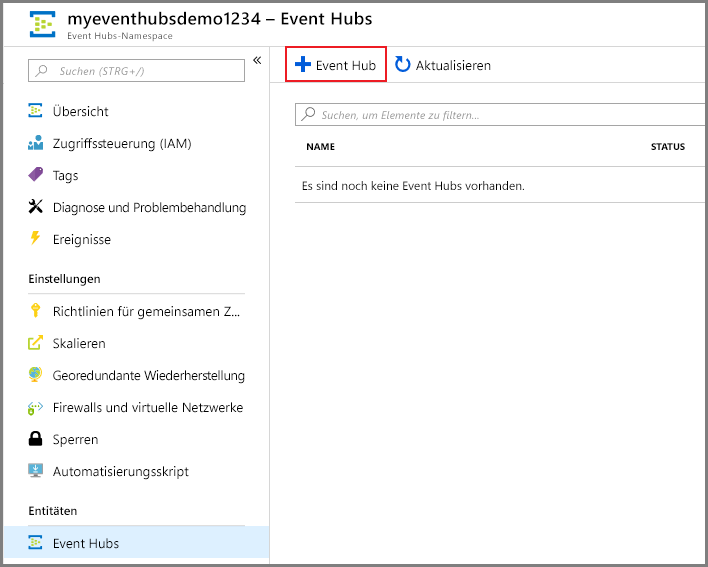 myeventhubsdemo1234 – Event Hubs
Event Hubs-Namespace
Suchen (STRG+/)
«
Übersicht
Zugriffssteuerung (IAM)
Tags
Diagnose und Problembehandlung
Ereignisse
Einstellungen
Richtlinien für gemeinsamen Z...
Skalieren
Georedundante Wiederherstellung
Firewalls und virtuelle Netzwerke
Sperren
Automatisierungsskript
Entitäten
Event Hubs
Event Hub
Aktualisieren
Suchen, um Elemente zu filtern...
NAME STATUS
Es sind noch keine Event Hubs vorhanden.